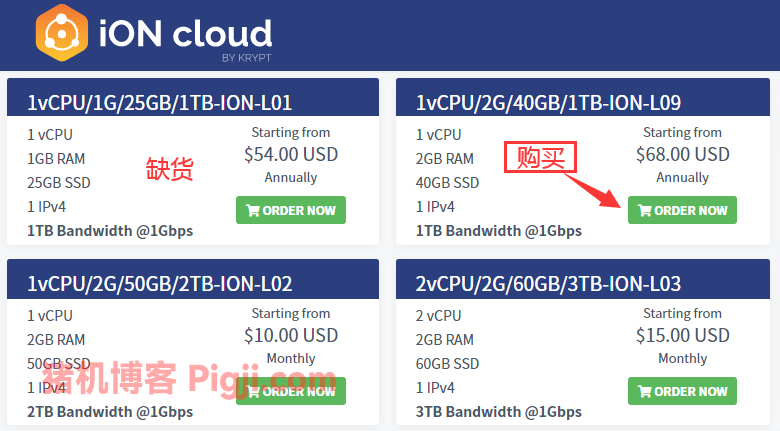 iON cloud
BY KRYPT
1vCPU/1G/25GB/1TB-ION-L01
1 vCPU
1GB RAM
25GB SSD
1 IPv4
1TB Bandwidth @1Gbps
缺货
Starting from
$54.00 USD
Annually
ORDER NOW
1vCPU/2G/40GB/1TB-ION-L09
1 vCPU
2GB RAM
40GB SSD
1 IPv4
1TB Bandwidth @1Gbps
购买
Starting from
$68.00 USD
Annually
ORDER NOW
1vCPU/2G/50GB/2TB-ION-L02
1 vCPU
2GB RAM
50GB SSD
1 IPv4
2TB Bandwidth @1Gbps
Starting from
$10.00 USD
Monthly
ORDER NOW
猪机博客 Pigji.com
2vCPU/2G/60GB/3TB-ION-L03
2 vCPU
2GB RAM
60GB SSD
1 IPv4
3TB Bandwidth @1Gbps
Starting from
$15.00 USD
Monthly
ORDER NOW